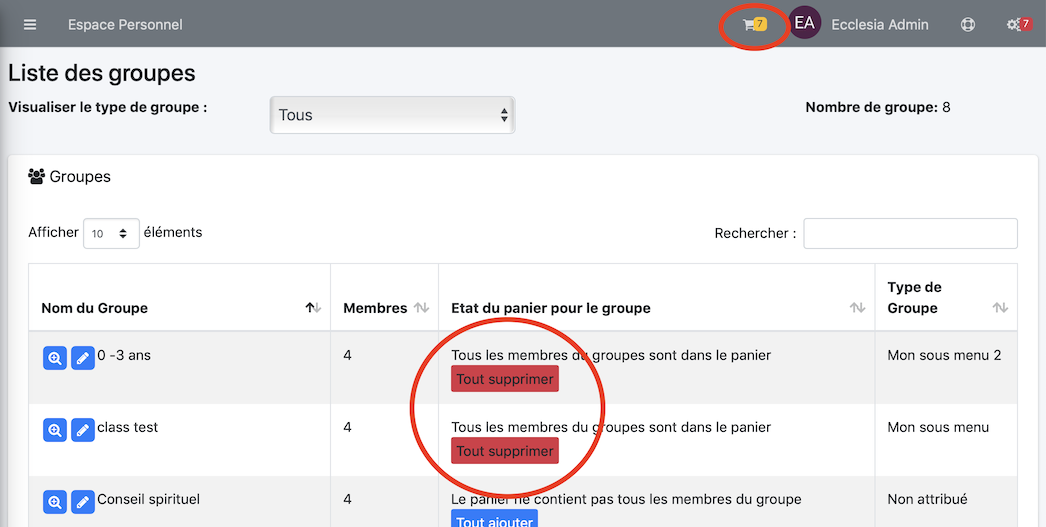 Espace Personnel 7 EA Ecclesia Admin 7
Liste des groupes
Visualiser le type de groupe : Tous Nombre de groupe: 8
Groupes
Afficher 10 éléments Rechercher :
Nom du Groupe Membres Etat du panier pour le groupe Type de Groupe
0 -3 ans 4 Tous les membres du groupes sont dans le panier Mon sous menu 2
Tout supprimer
class test 4 Tous les membres du groupes sont dans le panier Mon sous menu
Tout supprimer
Conseil spirituel 4 Le panier ne contient pas tous les membres du groupe Non attribué
Tout ajouter